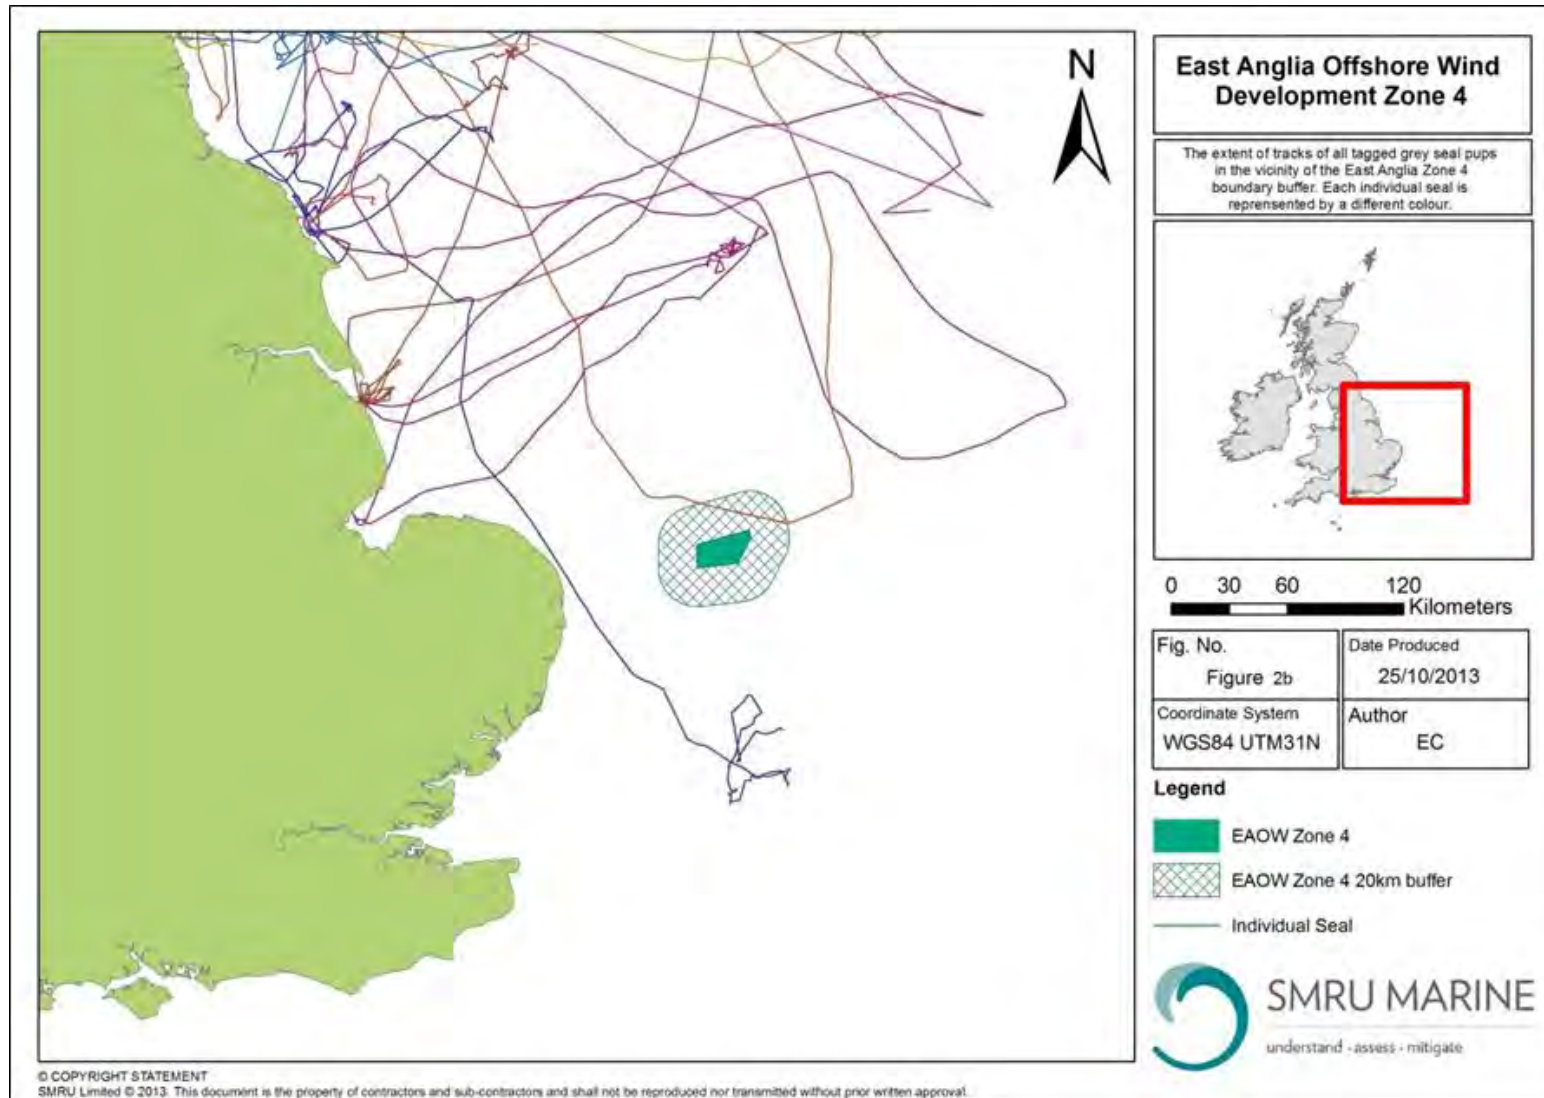 N
East Anglia Offshore Wind
Development Zone 4
The extent of tracks of all tagged grey seal pups
in the vicinity of the East Anglia Zone 4
boundary buffer. Each individual seal is
reprensented by a different colour.
0 30 60 120
Kilometers
Fig. No.
Figure 2b
Date Produced
25/10/2013
Coordinate System
WGS84 UTM31N
Author
EC
Legend
EAOW Zone 4
EAOW Zone 4 20km buffer
Individual Seal
SMRU MARINE
understand - assess - mitigate
© COPYRIGHT STATEMENT
SMRU Limited © 2013. This document is the property of contractors and sub-contractors and shall not be reproduced nor transmitted without prior written approval.